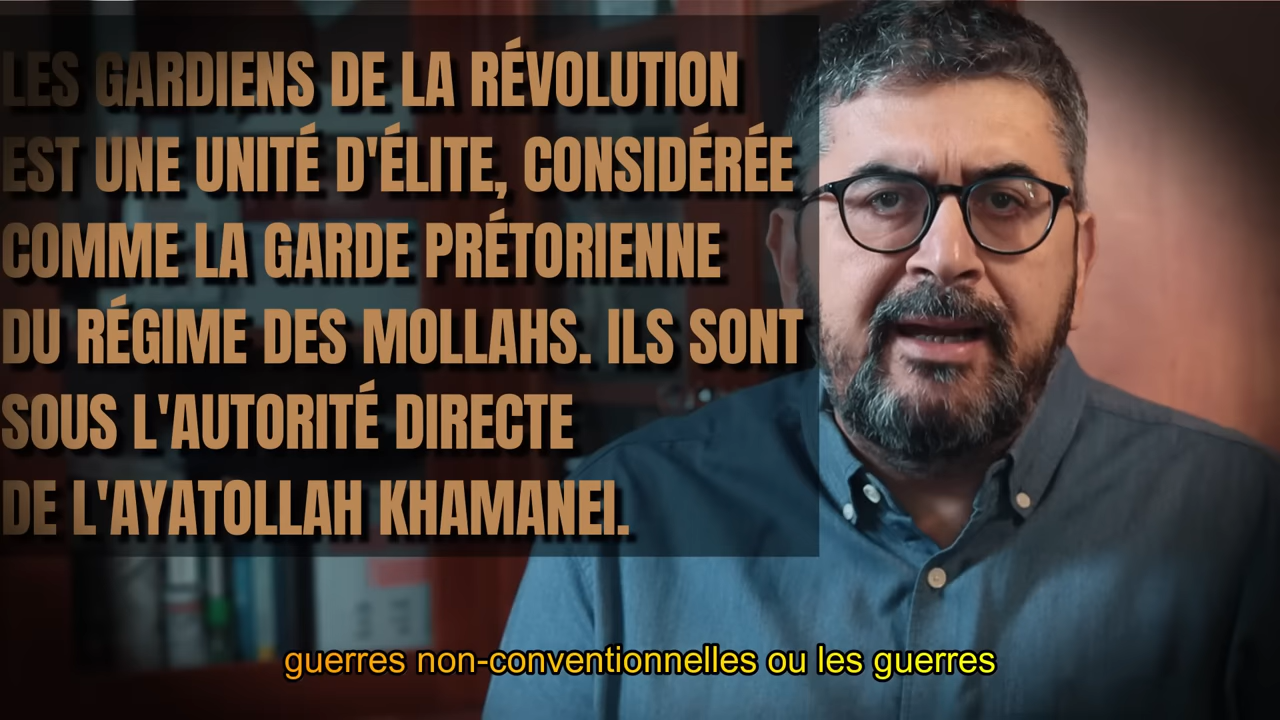 LES GARDIENS DE LA RÉVOLUTION
EST UNE UNITÉ D'ÉLITE, CONSIDÉRÉE
COMME LA GARDE PRÉTORIENNE
DU RÉGIME DES MOLLAHS. ILS SONT
SOUS L'AUTORITÉ DIRECTE
DE L'AYATOLLAH KHAMANEI.
guerres non-conventionnelles ou les guerres